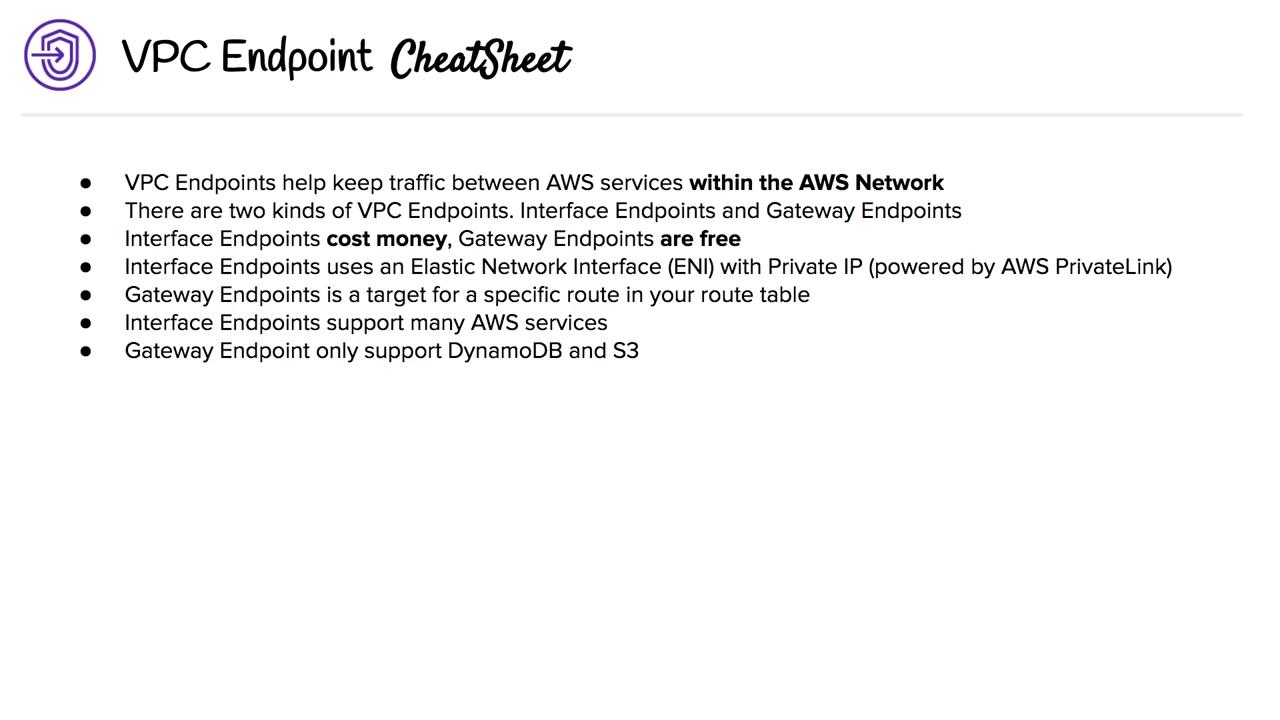 VPC Endpoint CheatSheet
● VPC Endpoints help keep traffic between AWS services within the AWS Network
● There are two kinds of VPC Endpoints. Interface Endpoints and Gateway Endpoints
● Interface Endpoints cost money, Gateway Endpoints are free
● Interface Endpoints uses an Elastic Network Interface (ENI) with Private IP (powered by AWS PrivateLink)
● Gateway Endpoints is a target for a specific route in your route table
● Interface Endpoints support many AWS services
● Gateway Endpoint only support DynamoDB and S3